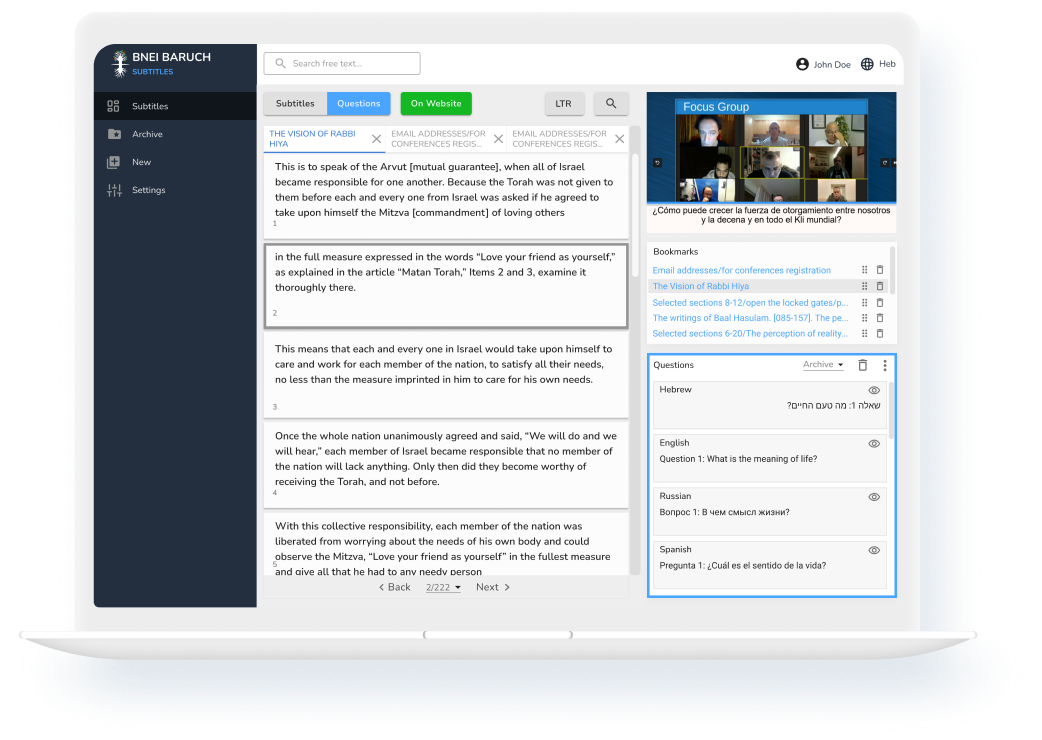 BNEI BARUCH
SUBTITLES
Search free text...
John Doe
Heb
Subtitles
Archive
New
Settings
Subtitles
Questions
On Website
LTR
THE VISION OF RABBI
HIYA
EMAIL ADDRESSES/FOR
CONFERENCES REGIS...
EMAIL ADDRESSES/FOR
CONFERENCES REGIS...
This is to speak of the Arvut [mutual guarantee], when all of Israel
became responsible for one another. Because the Torah was not given to
them before each and every one from Israel was asked if he agreed to
take upon himself the Mitzva [commandment] of loving others
1
in the full measure expressed in the words “Love your friend as yourself,”
as explained in the article “Matan Torah,” Items 2 and 3, examine it
thoroughly there.
2
This means that each and every one in Israel would take upon himself to
care and work for each member of the nation, to satisfy all their needs,
no less than the measure imprinted in him to care for his own needs.
3
Once the whole nation unanimously agreed and said, “We will do and we
will hear,” each member of Israel became responsible that no member of
the nation will lack anything. Only then did they become worthy of
receiving the Torah, and not before.
4
With this collective responsibility, each member of the nation was
liberated from worrying about the needs of his own body and could
observe the Mitzva, “Love your friend as yourself” in the fullest measure
5
and give all that he had to any needy person
Back
2/222
Next
Focus Group
¿Cómo puede crecer la fuerza de otorgamiento entre nosotros
y la decena y en todo el Kli mundial?
Bookmarks
Email addresses/for conferences registration
The Vision of Rabbi Hiya
Selected sections 8-12/open the locked gates/p...
The writings of Baal Hasulam. [085-157]. The pe...
Selected sections 6-20/The perception of reality...
Questions
Archive
Hebrew
שאלה 1: מה טעם החיים?
English
Question 1: What is the meaning of life?
Russian
Вопрос 1: В чем смысл жизни?
Spanish
Pregunta 1: ¿Cuál es el sentido de la vida?